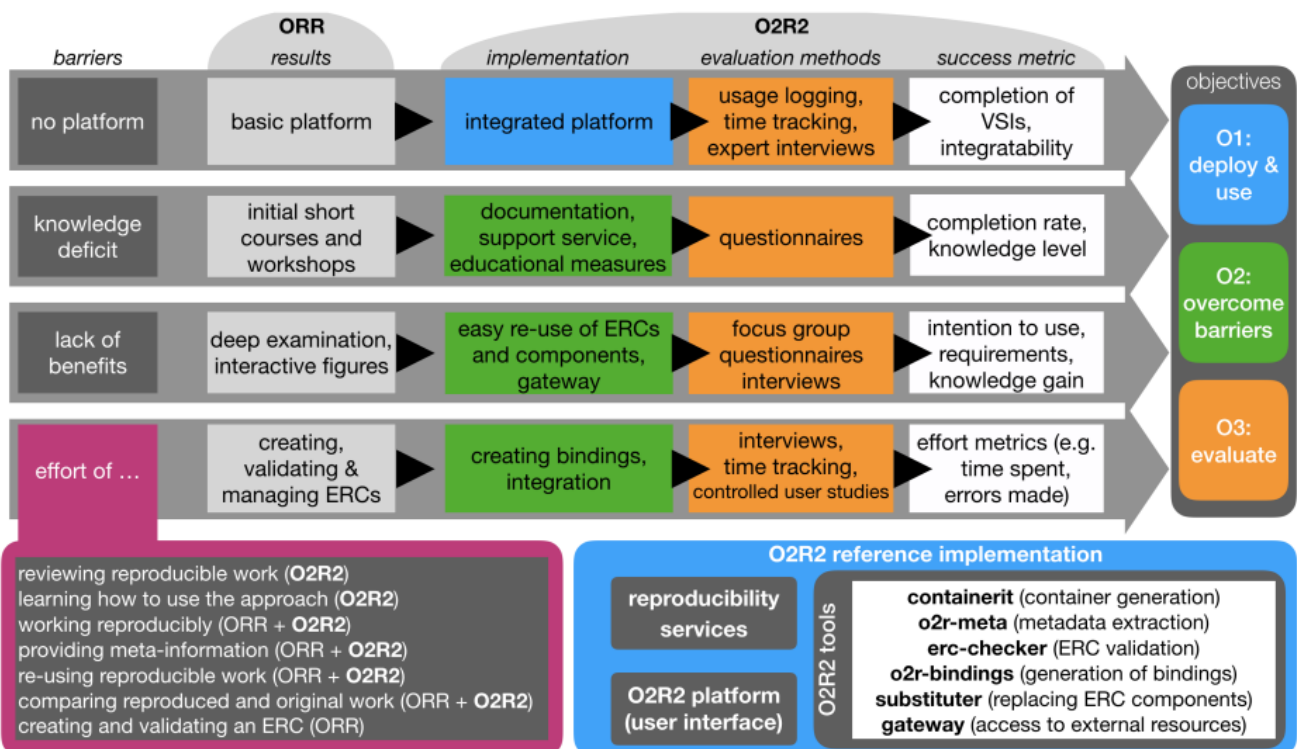 ORR
O2R2
barriers
results
implementation
evaluation methods
success metric
no platform
basic platform
integrated platform
usage logging,
time tracking,
expert interviews
completion of
VSIs,
integratability
knowledge
deficit
initial short
courses and
workshops
documentation,
support service,
educational measures
questionnaires
completion rate,
knowledge level
lack of
benefits
deep examination,
interactive figures
easy re-use of ERCs
and components,
gateway
focus group
questionnaires
interviews
intention to use,
requirements,
knowledge gain
effort of ...
creating,
validating &
managing ERCs
creating bindings,
integration
interviews,
time tracking,
controlled user studies
effort metrics (e.g.
time spent,
errors made)
objectives
O1:
deploy &
use
O2:
overcome
barriers
O3:
evaluate
reviewing reproducible work (O2R2)
learning how to use the approach (O2R2)
working reproducibly (ORR + O2R2)
providing meta-information (ORR + O2R2)
re-using reproducible work (ORR + O2R2)
comparing reproduced and original work (ORR + O2R2)
creating and validating an ERC (ORR)
O2R2 reference implementation
reproducibility
services
O2R2 platform
(user interface)
O2R2 tools
containerit (container generation)
o2r-meta (metadata extraction)
erc-checker (ERC validation)
o2r-bindings (generation of bindings)
substituter (replacing ERC components)
gateway (access to external resources)